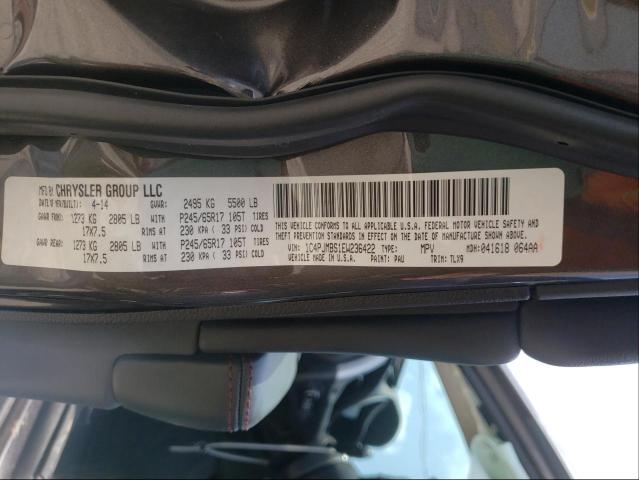 MFD BY CHRYSLER GROUP LLC
DATE OF MFR(BUILT): 4-14 GVWR: 2495 KG 5500 LB
GAWR FRONT: 1273 KG 2805 LB WITH P245/65R17 105T TIRES
17X7.5 RIMS AT 230 KPA ( 33 PSI) COLD
GAWR REAR: 1273 KG 2805 LB WITH P245/65R17 105T TIRES
17X7.5 RIMS AT 230 KPA ( 33 PSI) COLD
THIS VEHICLE CONFORMS TO ALL APPLICABLE U.S.A. FEDERAL MOTOR VEHICLE SAFETY, BUMPER, AND
THEFT PREVENTION STANDARDS IN EFFECT ON THE DATE OF MANUFACTURE SHOWN ABOVE.
VIN: 1C4PJMBS1EW236422 TYPE: MPV MDH: 041618 064AA
VEHICLE MADE IN U.S.A. PAINT: PAU TRIM: TLX9